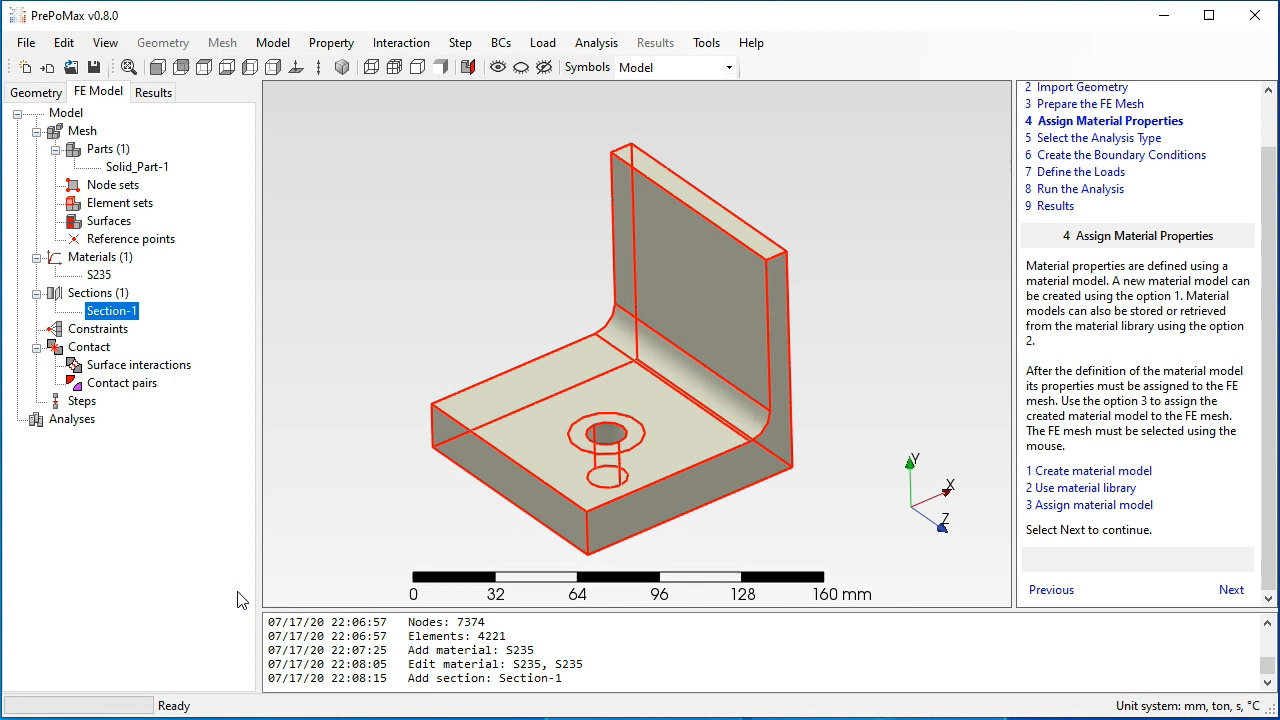 PrePoMax v0.8.0
File Edit View Geometry Mesh Model Property Interaction Step BCs Load Analysis Results Tools Help
Symbols Model
Geometry FE Model Results
Model
Mesh
Parts (1)
Solid_Part-1
Node sets
Element sets
Surfaces
Reference points
Materials (1)
S235
Sections (1)
Section-1
Constraints
Contact
Surface interactions
Contact pairs
Steps
Analyses
Y
X
Z
0 32 64 96 128 160 mm
2 Import Geometry
3 Prepare the FE Mesh
4 Assign Material Properties
5 Select the Analysis Type
6 Create the Boundary Conditions
7 Define the Loads
8 Run the Analysis
9 Results
4 Assign Material Properties
Material properties are defined using a
material model. A new material model can
be created using the option 1. Material
models can also be stored or retrieved
from the material library using the option
2.
After the definition of the material model
its properties must be assigned to the FE
mesh. Use the option 3 to assign the
created material model to the FE mesh.
The FE mesh must be selected using the
mouse.
1 Create material model
2 Use material library
3 Assign material model
Select Next to continue.
Previous Next
07/17/20 22:06:57 Nodes: 7374
07/17/20 22:06:57 Elements: 4221
07/17/20 22:07:25 Add material: S235
07/17/20 22:08:05 Edit material: S235, S235
07/17/20 22:08:15 Add section: Section-1
Ready
Unit system: mm, ton, s, °C